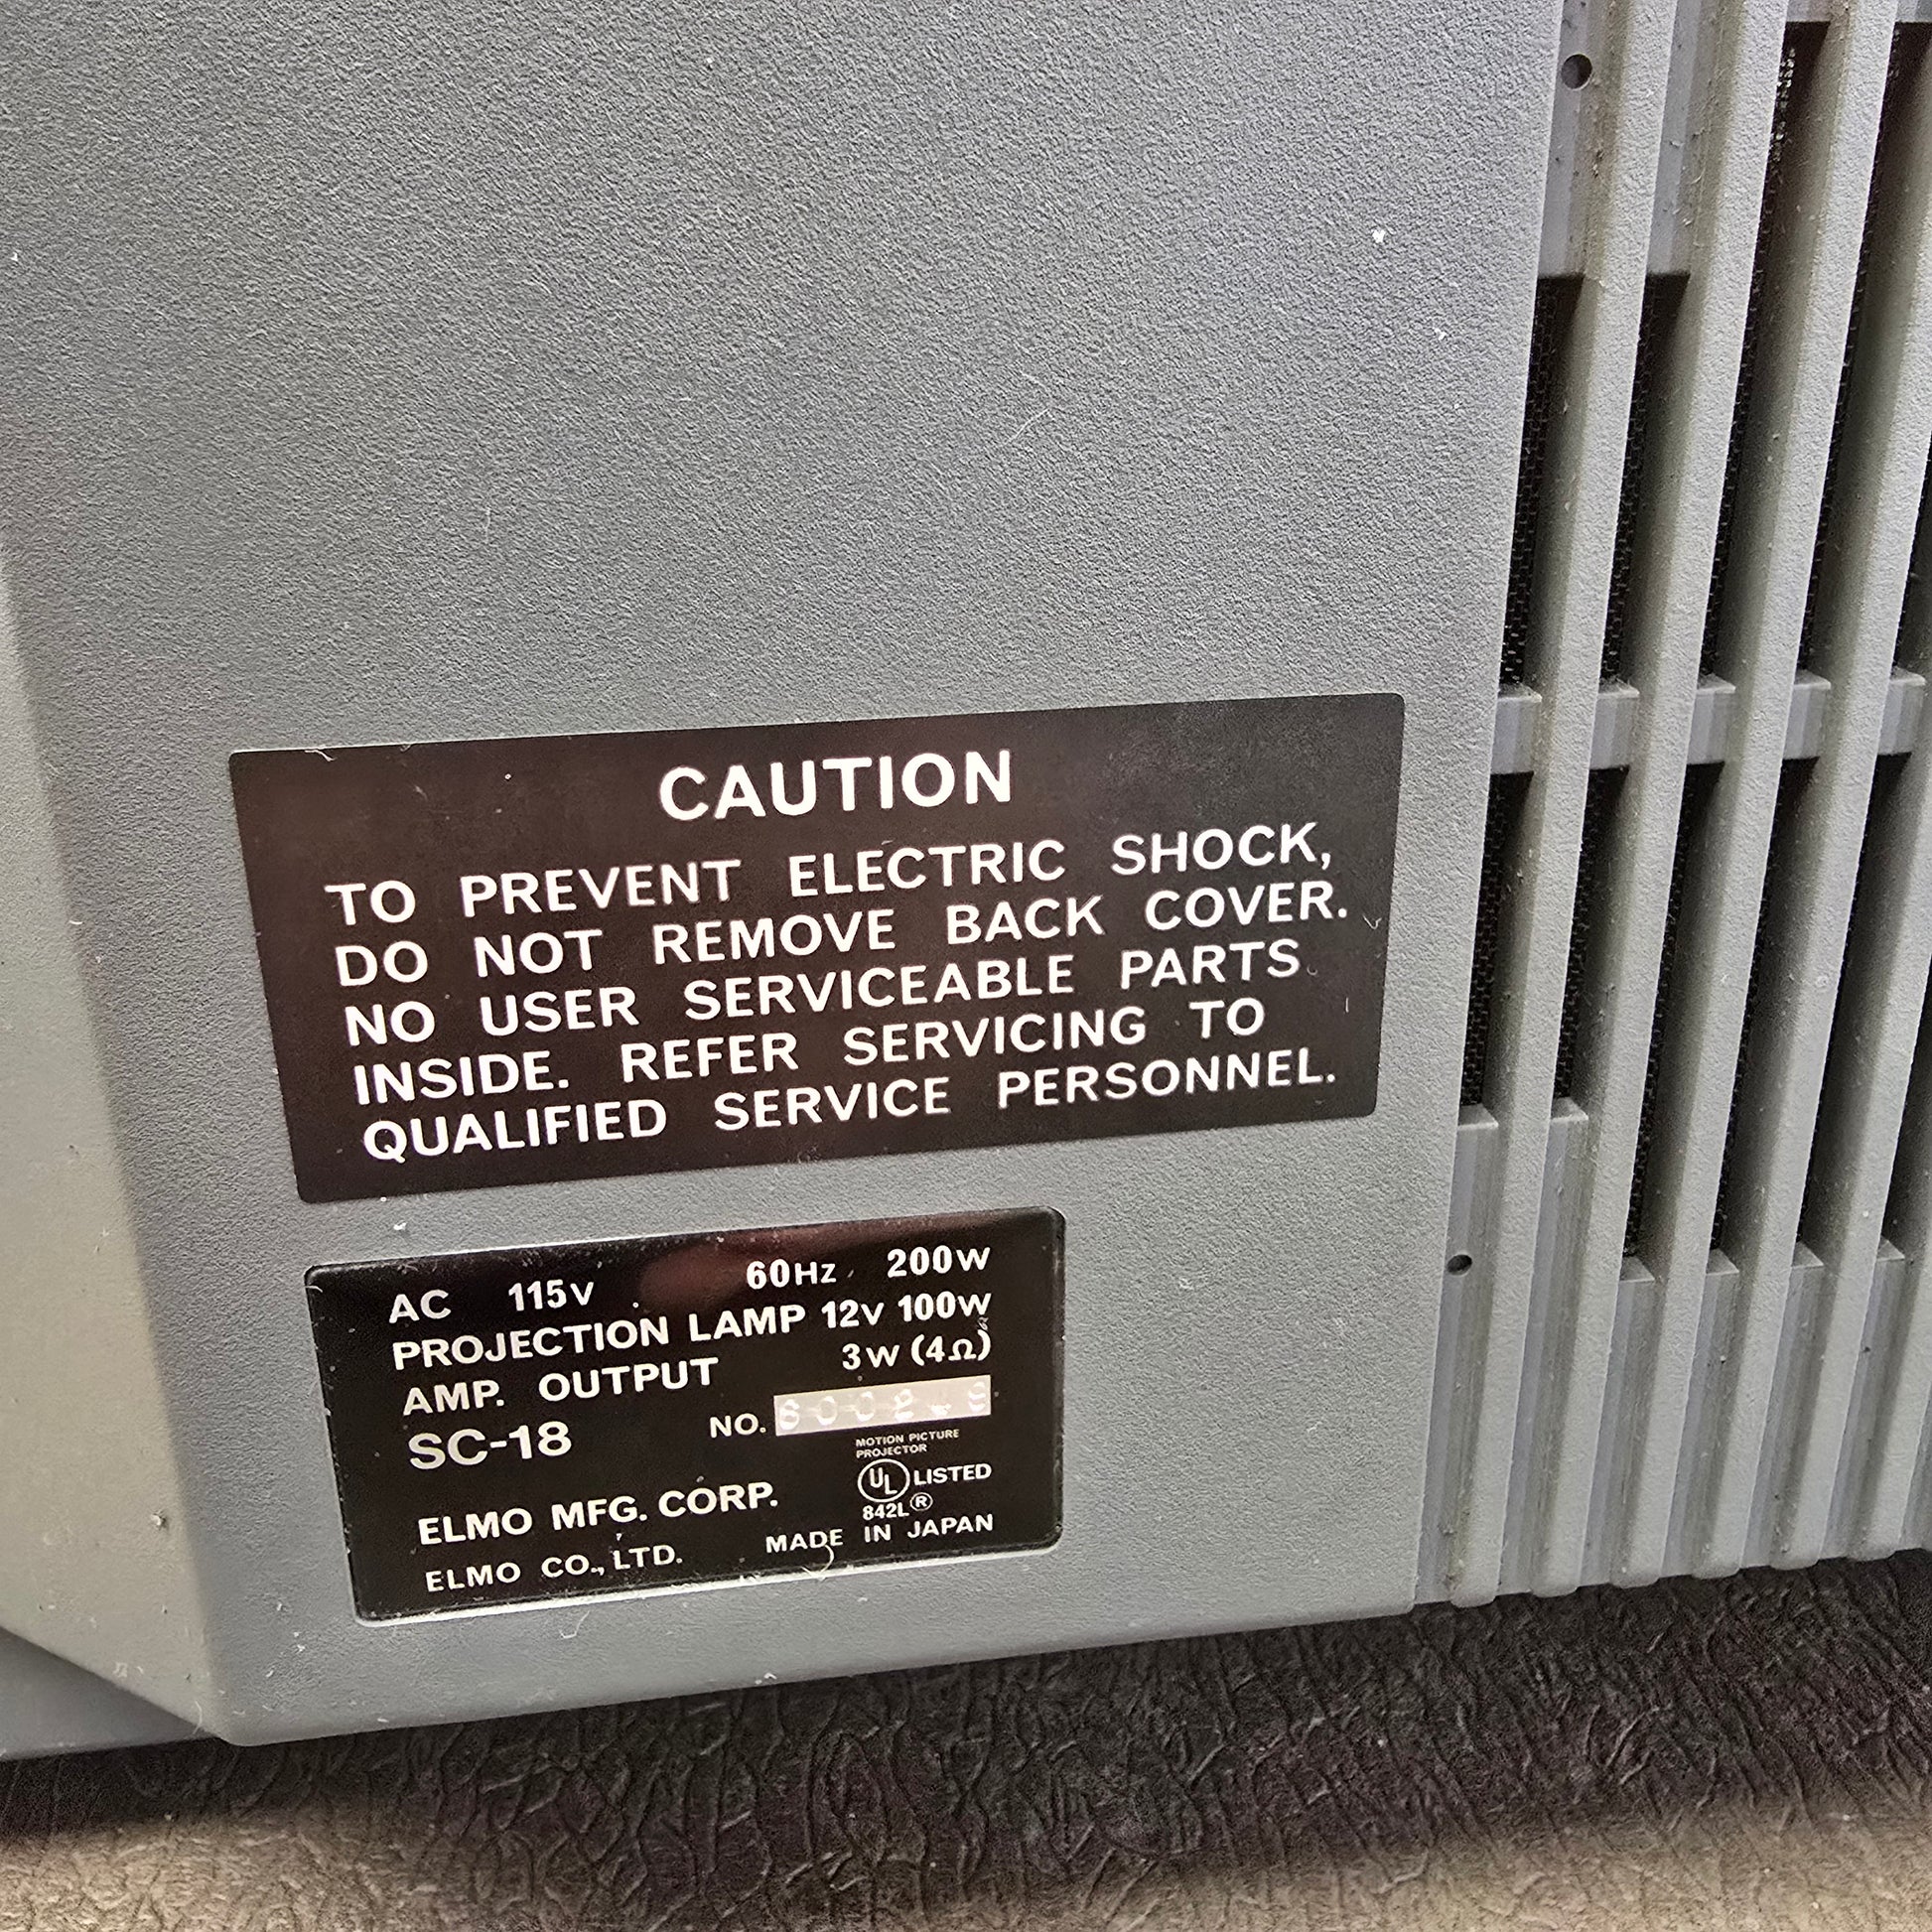 CAUTION
TO PREVENT ELECTRIC SHOCK,
DO NOT REMOVE BACK COVER.
NO USER SERVICEABLE PARTS
INSIDE. REFER SERVICING TO
QUALIFIED SERVICE PERSONNEL.
AC 115V 60Hz 200W
PROJECTION LAMP 12V 100W
AMP. OUTPUT 3W (4Ω)
SC-18 NO.
MOTION PICTURE
PROJECTOR
UL LISTED
842L®
ELMO MFG. CORP.
ELMO CO., LTD. MADE IN JAPAN